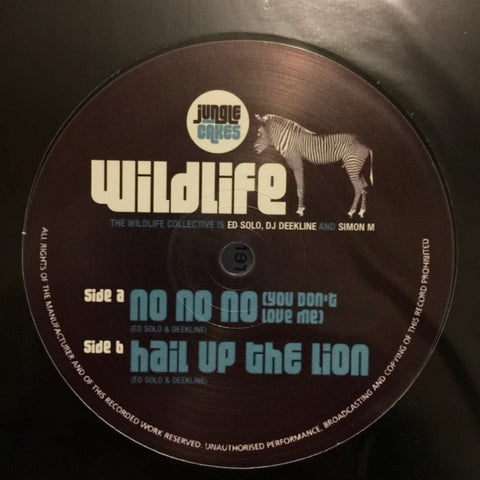 JUNGLE
CAKES
WildLife
THE WILDLIFE COLLECTIVE IS ED SOLO, DJ DEEKLINE AND SIMON M
191
Side a no no no (you don't
love me)
(ED SOLO & DEEKLINE)
Side b hail up the lion
(ED SOLO & DEEKLINE)
ALL RIGHTS OF THE MANUFACTURER AND OF THIS RECORDED WORK RESERVED. UNAUTHORISED PERFORMANCE, BROADCASTING AND COPYING OF THIS RECORD PROHIBITED